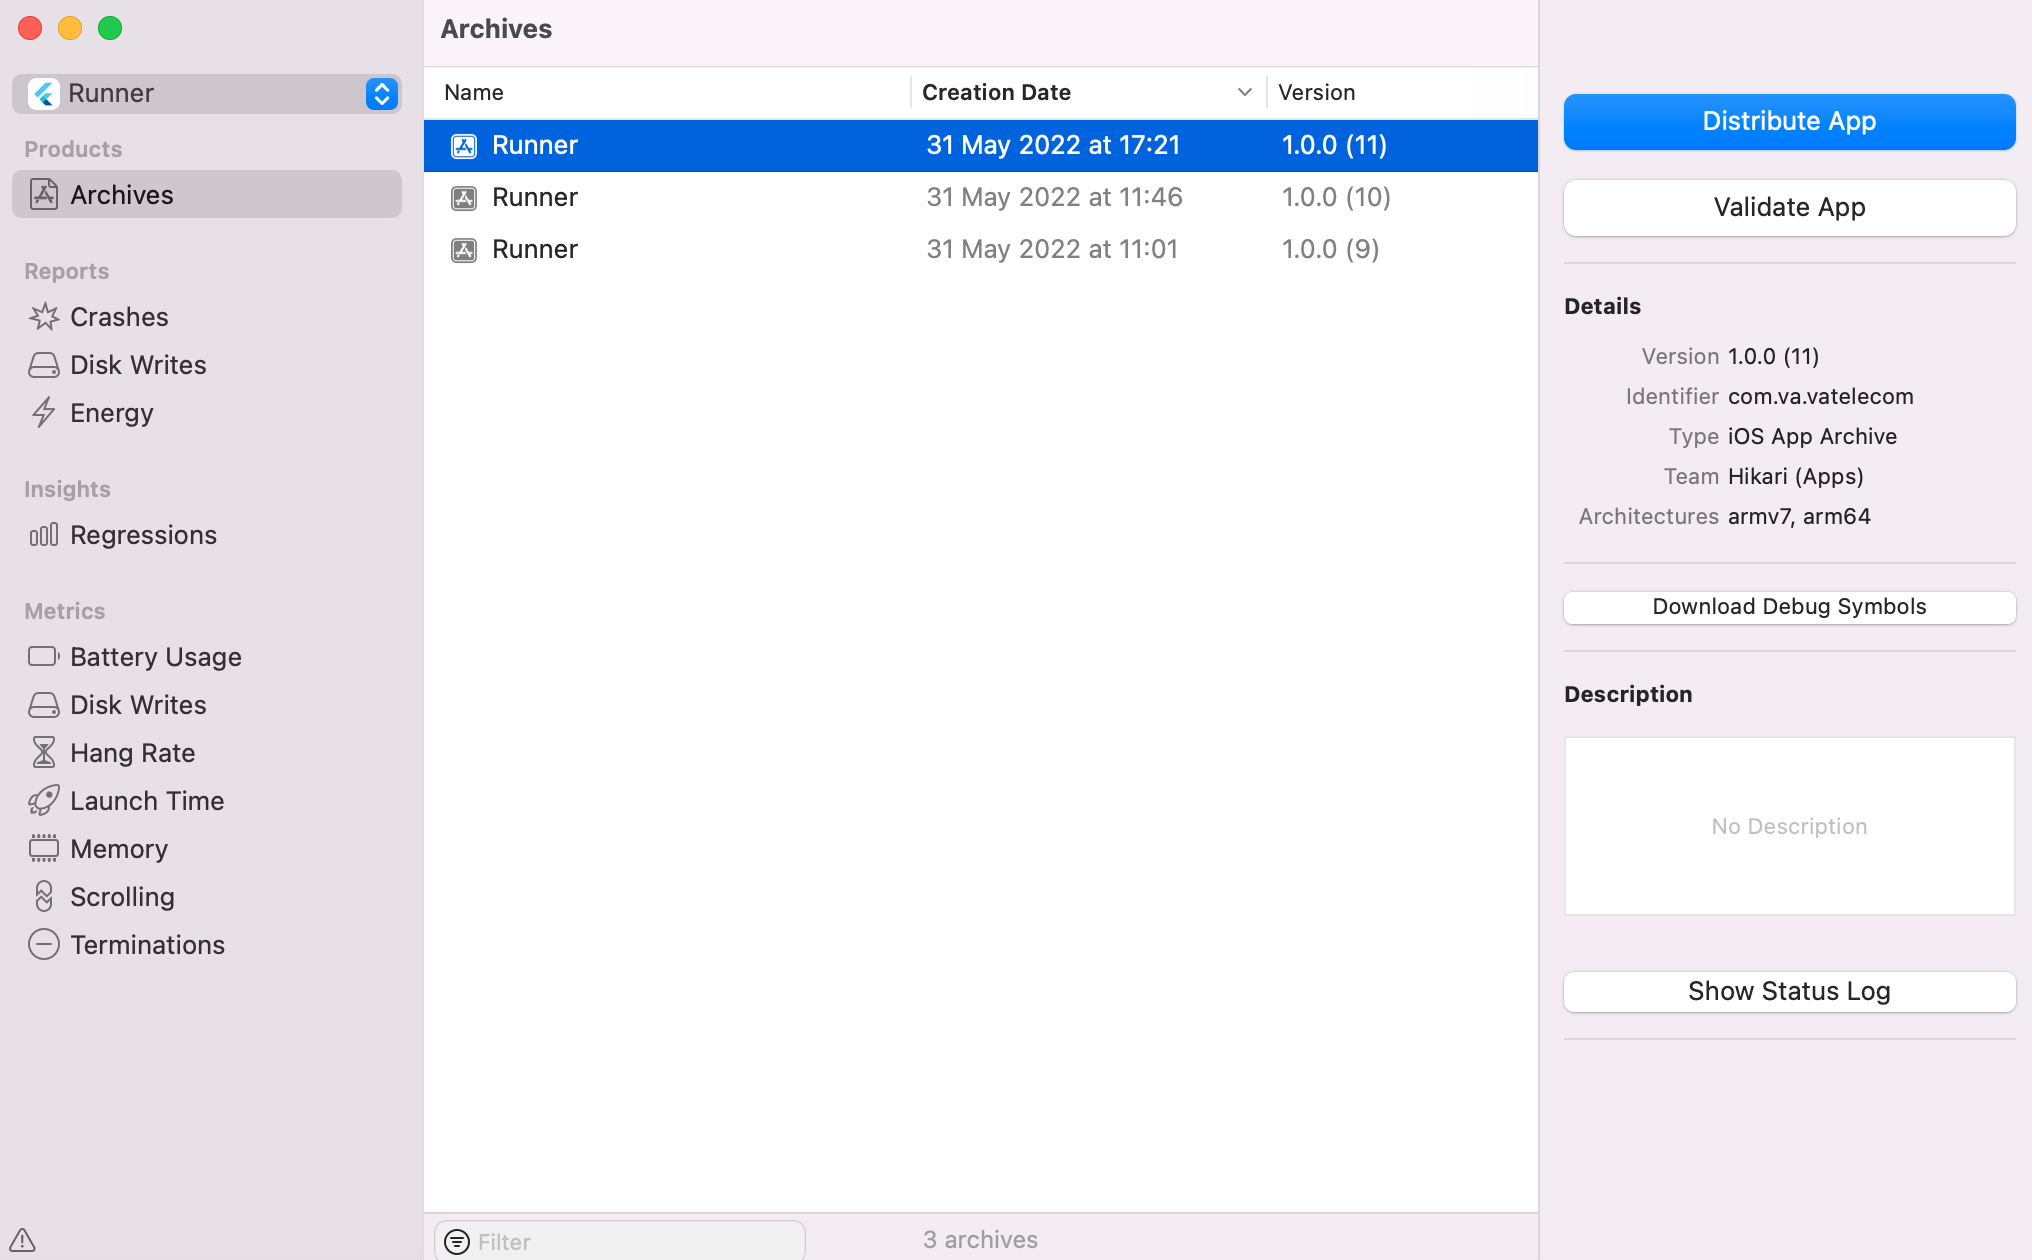 Runner
Products
Archives
Reports
Crashes
Disk Writes
Energy
Insights
Regressions
Metrics
Battery Usage
Disk Writes
Hang Rate
Launch Time
Memory
Scrolling
Terminations
Archives
Name Creation Date Version
Runner 31 May 2022 at 17:21 1.0.0 (11)
Runner 31 May 2022 at 11:46 1.0.0 (10)
Runner 31 May 2022 at 11:01 1.0.0 (9)
Filter 3 archives
Distribute App
Validate App
Details
Version 1.0.0 (11)
Identifier com.va.vatelecom
Type iOS App Archive
Team Hikari (Apps)
Architectures armv7, arm64
Download Debug Symbols
Description
No Description
Show Status Log